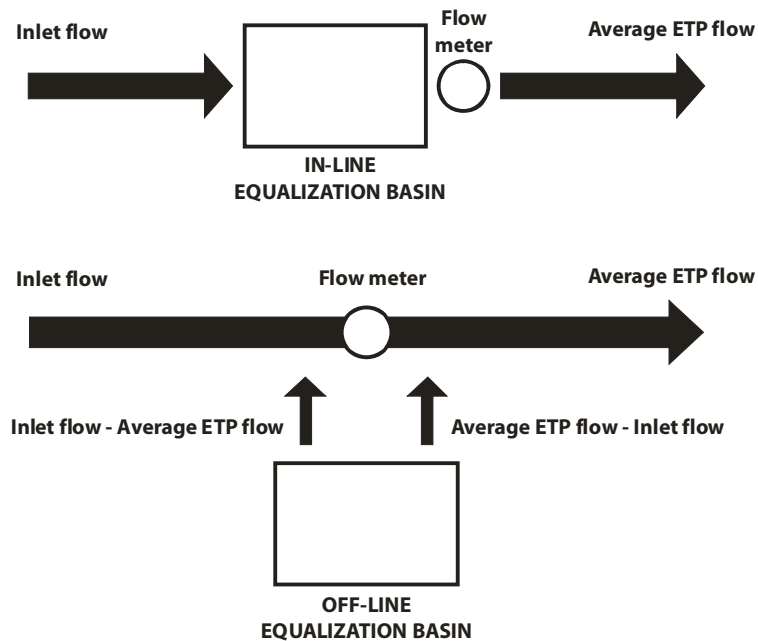 Inlet flow
Flow
meter
Average ETP flow
IN-LINE
EQUALIZATION BASIN
Inlet flow
Flow meter
Average ETP flow
Inlet flow - Average ETP flow
Average ETP flow - Inlet flow
OFF-LINE
EQUALIZATION BASIN